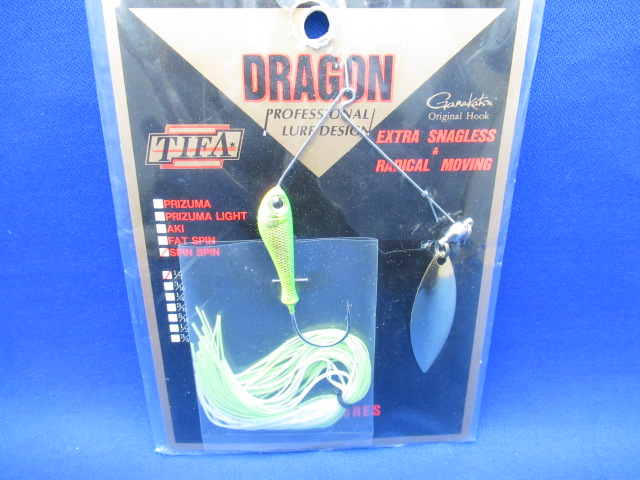 DRAGON
PROFESSIONAL
LURE DESIGN
Gamakatsu
Original Hook
TIFA
EXTRA SNAGLESS
&
RADICAL MOVING
PRIZUMA
PRIZUMA LIGHT
AKI
FAT SPIN
SPIN SPIN